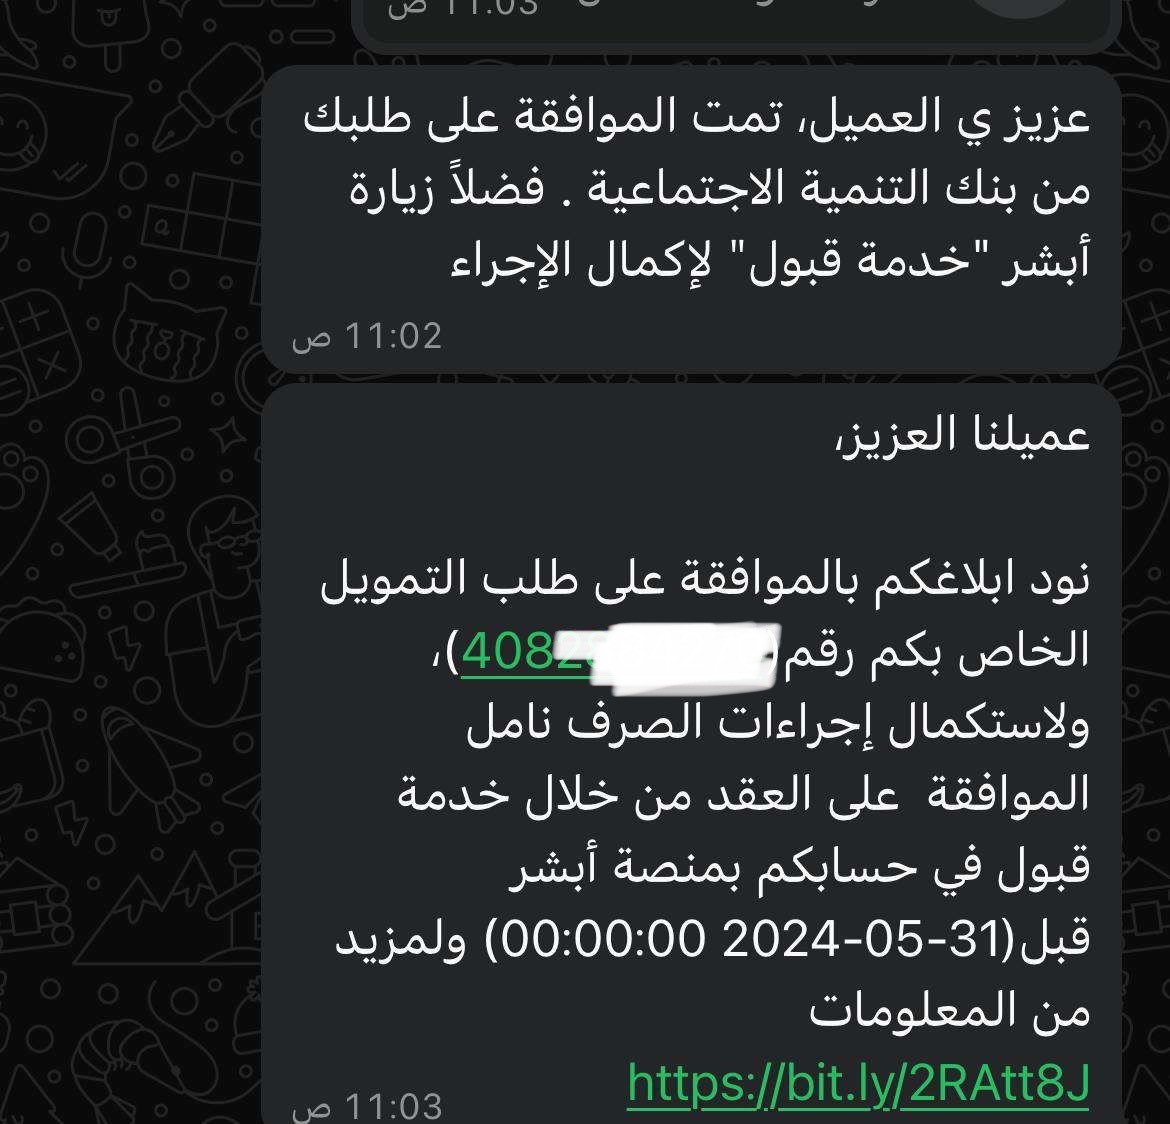 11:03 ص
عزيز ي العميل، تمت الموافقة على طلبك
من بنك التنمية الاجتماعية . فضلاً زيارة
أبشر "خدمة قبول" لإكمال الإجراء
11:02 ص
عميلنا العزيز،
نود ابلاغكم بالموافقة على طلب التمويل
الخاص بكم رقم(4082)،
ولاستكمال إجراءات الصرف نامل
الموافقة  على العقد من خلال خدمة
قبول في حسابكم بمنصة أبشر
قبل(31-05-2024 00:00:00) ولمزيد
من المعلومات
https://bit.ly/2RAtt8J
11:03 ص